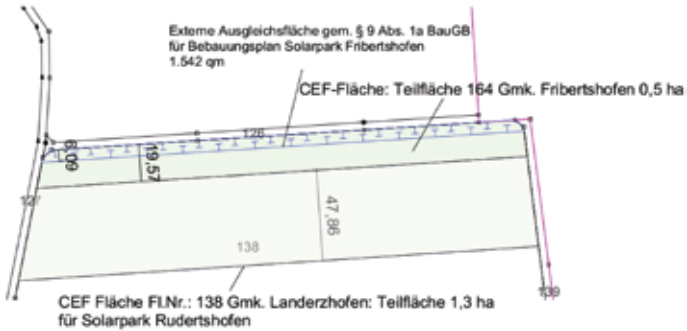 Externe Ausgleichsfläche gem. § 9 Abs. 1a BauGB
für Bebauungsplan Solarpark Fribertshofen
1.542 qm
CEF-Fläche: Teilfläche 164 Gmk. Fribertshofen 0,5 ha
126
6,09
19,57
137
47,86
138
139
CEF Fläche Fl.Nr.: 138 Gmk. Landerzhofen: Teilfläche 1,3 ha
für Solarpark Rudertshofen